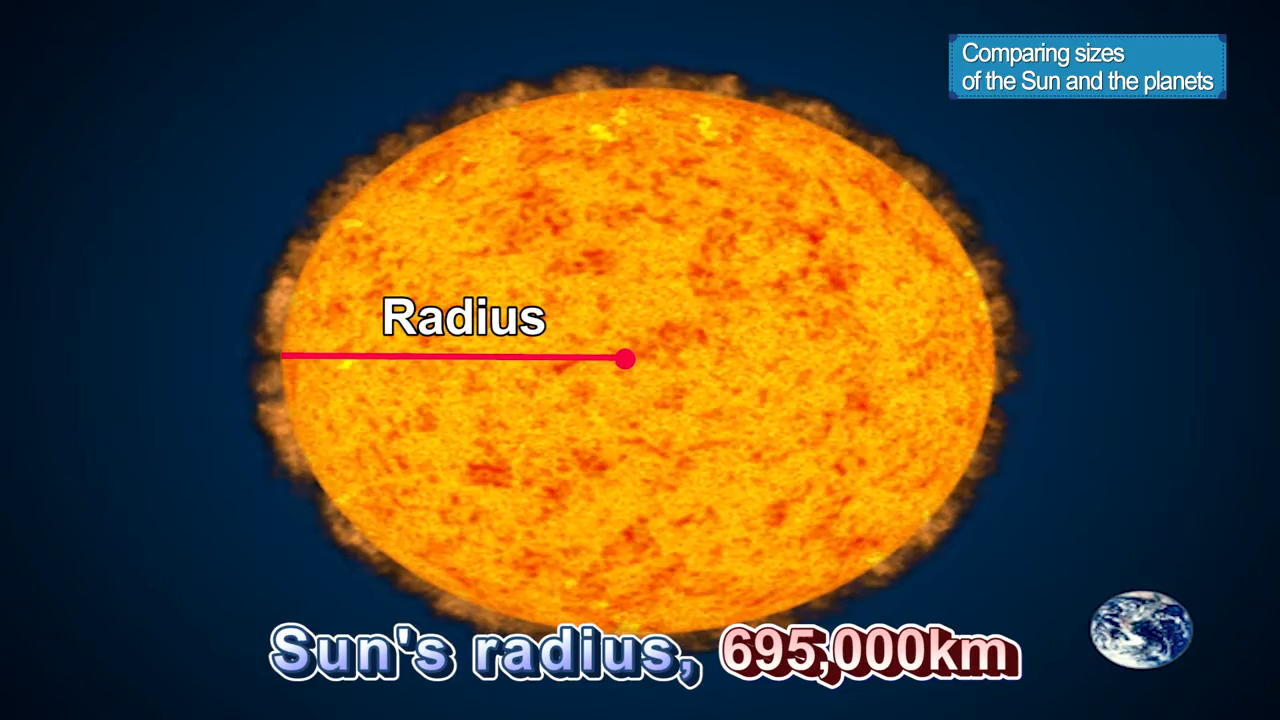 Comparing sizes
of the Sun and the planets
Radius
Sun's radius, 695,000km